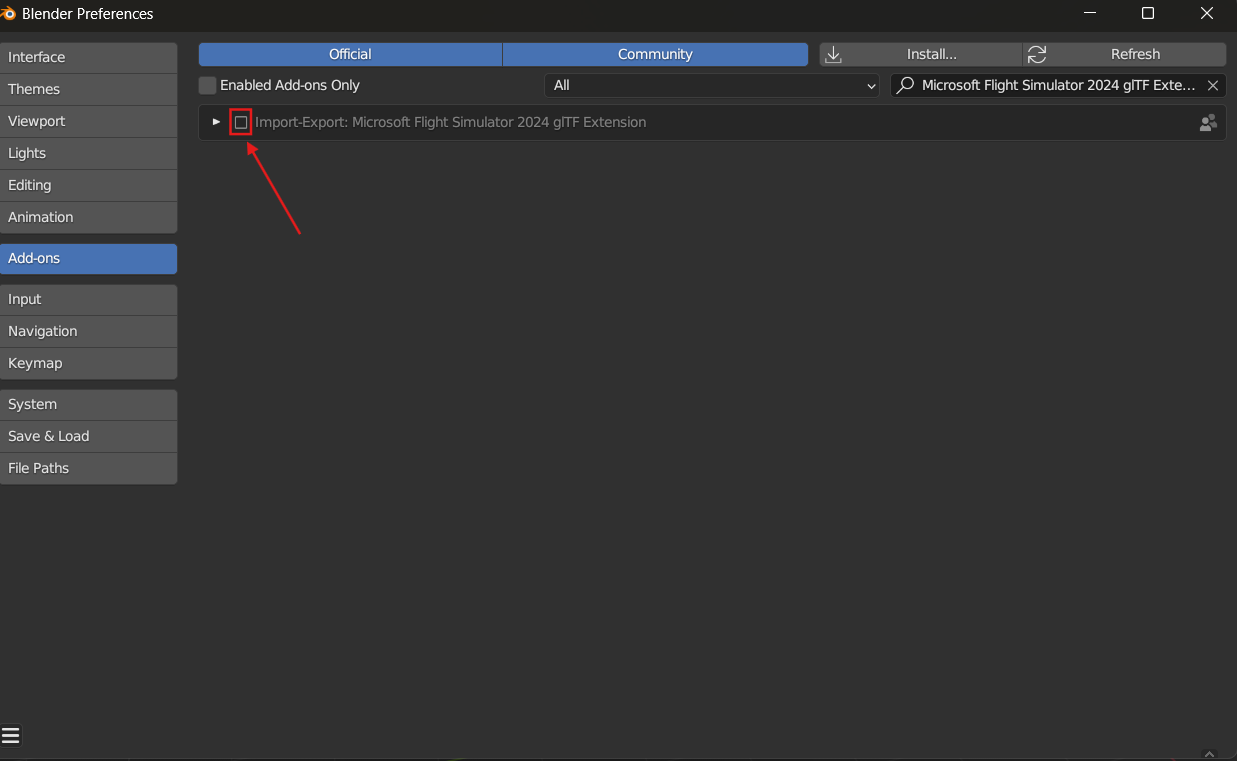 Blender Preferences
Interface
Themes
Viewport
Lights
Editing
Animation
Add-ons
Input
Navigation
Keymap
System
Save & Load
File Paths
Official Community Install... Refresh
Enabled Add-ons Only All Microsoft Flight Simulator 2024 glTF Exte...
Import-Export: Microsoft Flight Simulator 2024 glTF Extension